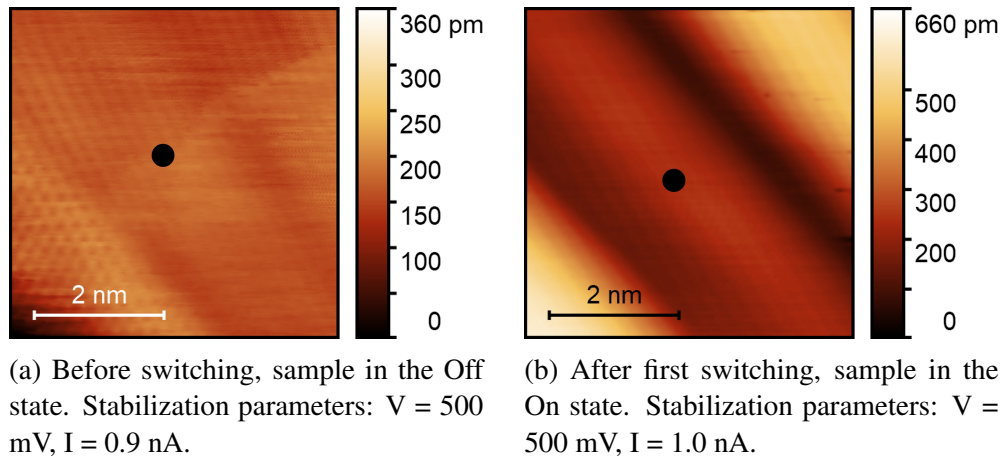 360 pm
300
250
200
150
100
0
2 nm
660 pm
500
400
300
200
0
2 nm
(a) Before switching, sample in the Off
state. Stabilization parameters: V = 500
mV, I = 0.9 nA.
(b) After first switching, sample in the
On state. Stabilization parameters: V =
500 mV, I = 1.0 nA.